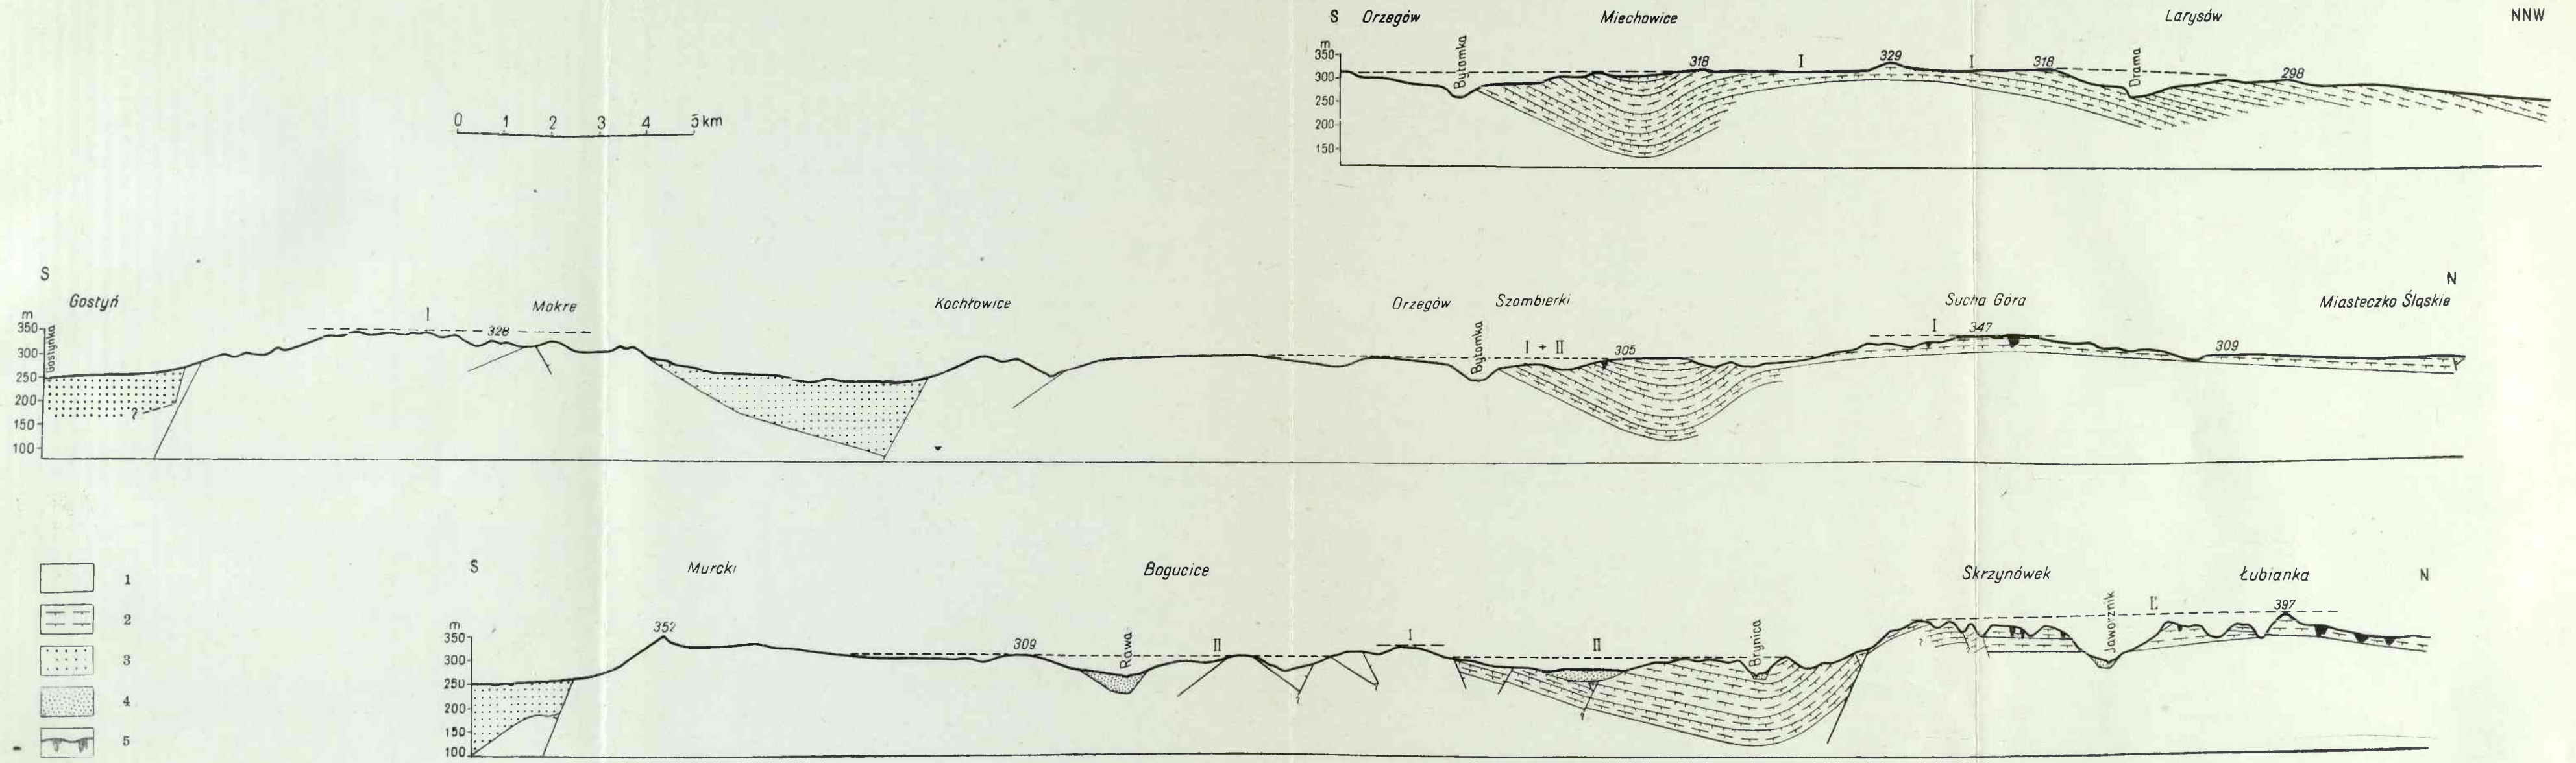 S Orzegów Miechowice Larysów NNW
m
350 Bytomka 318 I 329 I 318 Drama 298
300
250
200
150
0 1 2 3 4 5 km
S N
Gostyń Mokre Kochłowice Orzegów Szombierki Sucha Góra Miasteczko Śląskie
m
350 Gostynka I 328 Bytomka I + II 305 I 347 309
300
250
200 ?
150
100
S Murcki Bogucice Skrzynówek Łubianka N
m
350 352 309 Rawa II I II Brynica Jaworznik 397
300
250
200 ? ? ? ? ?
150
100
1
2
3
4
5